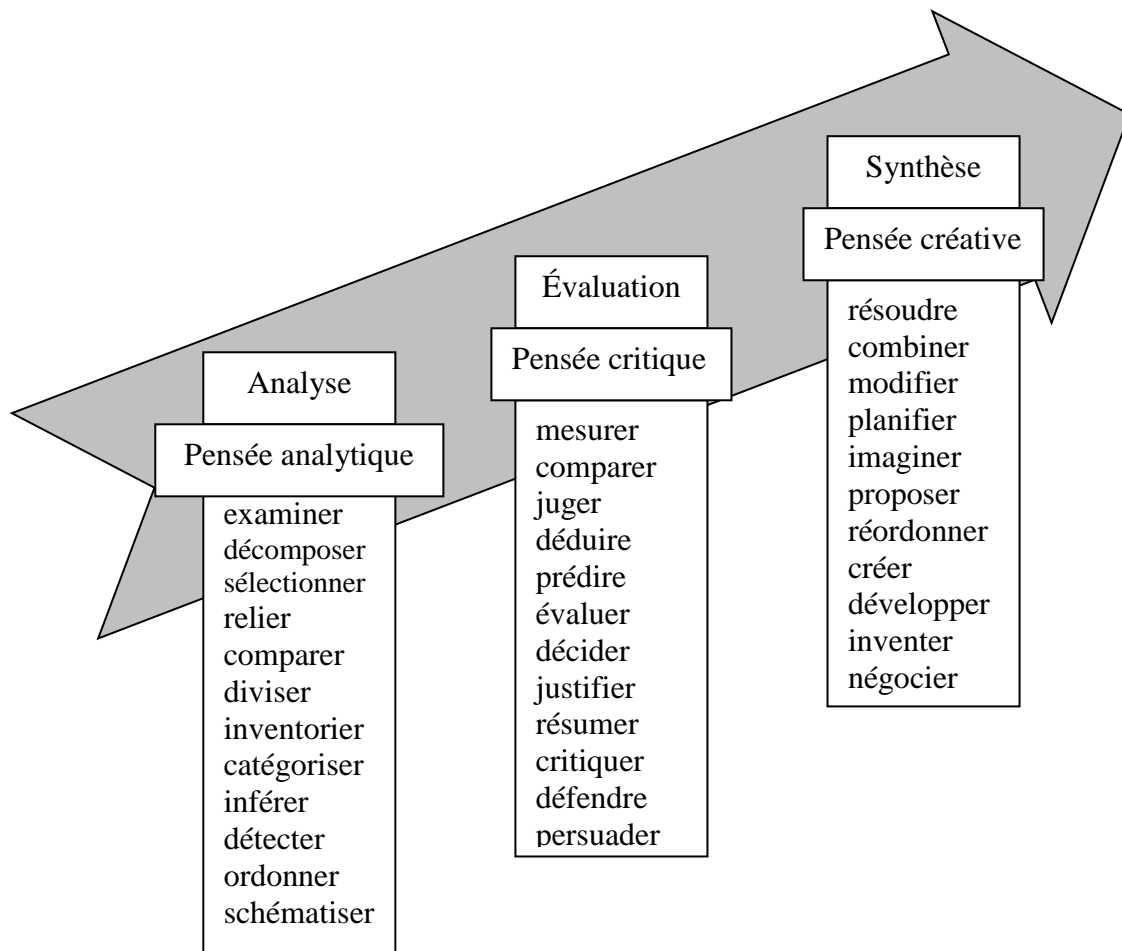 Analyse
Pensée analytique
examiner
décomposer
sélectionner
relier
comparer
diviser
inventorier
catégoriser
inférer
détecter
ordonner
schématiser
Évaluation
Pensée critique
mesurer
comparer
juger
déduire
prédire
évaluer
décider
justifier
résumer
critiquer
défendre
persuader
Synthèse
Pensée créative
résoudre
combiner
modifier
planifier
imaginer
proposer
réordonner
créer
développer
inventer
négocier